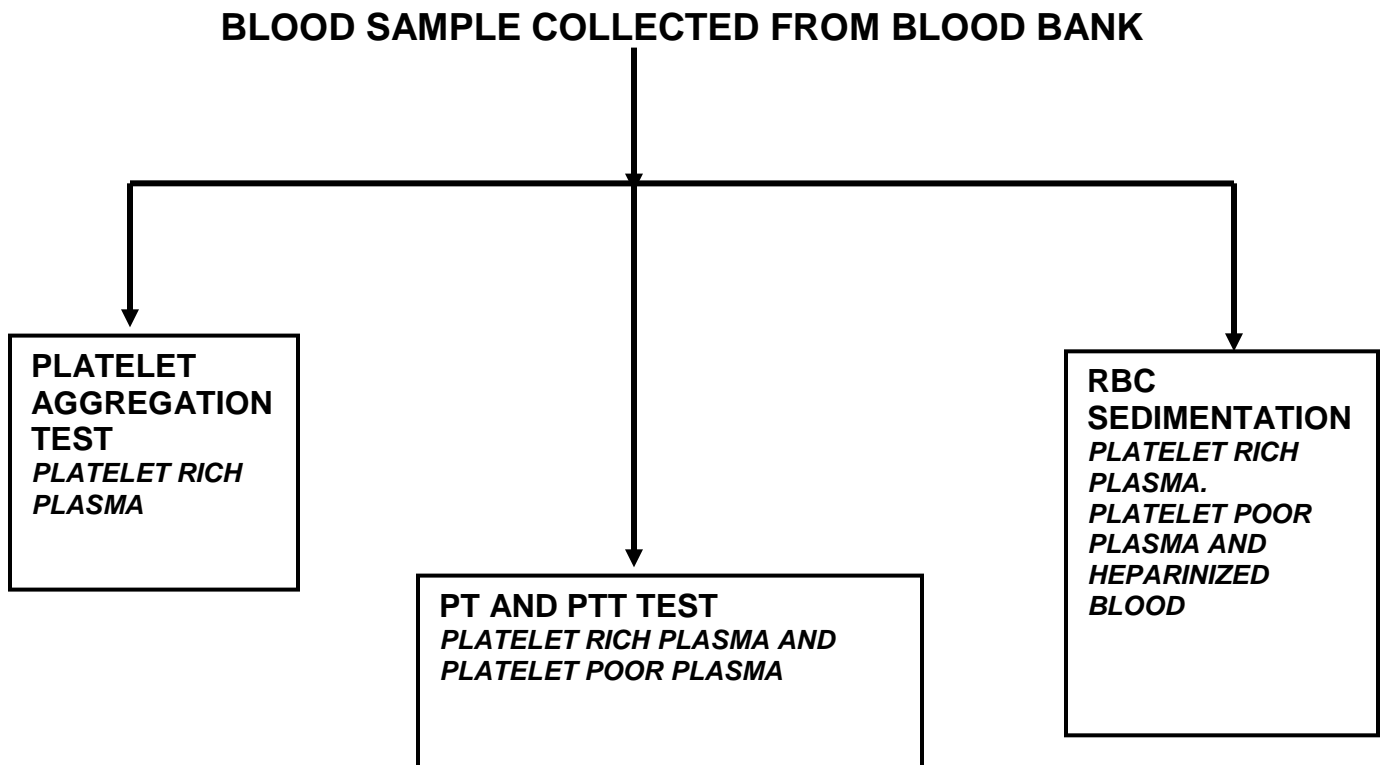 BLOOD SAMPLE COLLECTED FROM BLOOD BANK
PLATELET
AGGREGATION
TEST
PLATELET RICH
PLASMA
PT AND PTT TEST
PLATELET RICH PLASMA AND
PLATELET POOR PLASMA
RBC
SEDIMENTATION
PLATELET RICH
PLASMA.
PLATELET POOR
PLASMA AND
HEPARINIZED
BLOOD